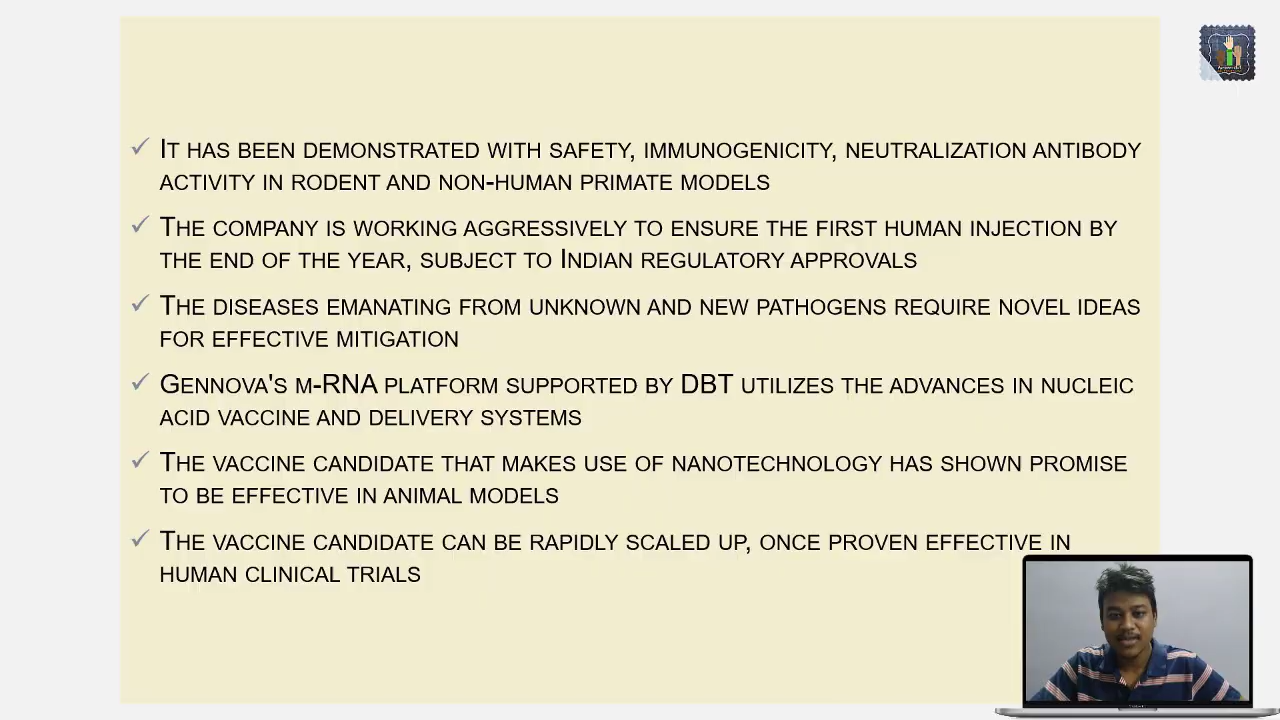 ✓ It has been demonstrated with safety, immunogenicity, neutralization antibody
activity in rodent and non-human primate models
✓ The company is working aggressively to ensure the first human injection by
the end of the year, subject to Indian regulatory approvals
✓ The diseases emanating from unknown and new pathogens require novel ideas
for effective mitigation
✓ Gennova's m-RNA platform supported by DBT utilizes the advances in nucleic
acid vaccine and delivery systems
✓ The vaccine candidate that makes use of nanotechnology has shown promise
to be effective in animal models
✓ The vaccine candidate can be rapidly scaled up, once proven effective in
human clinical trials